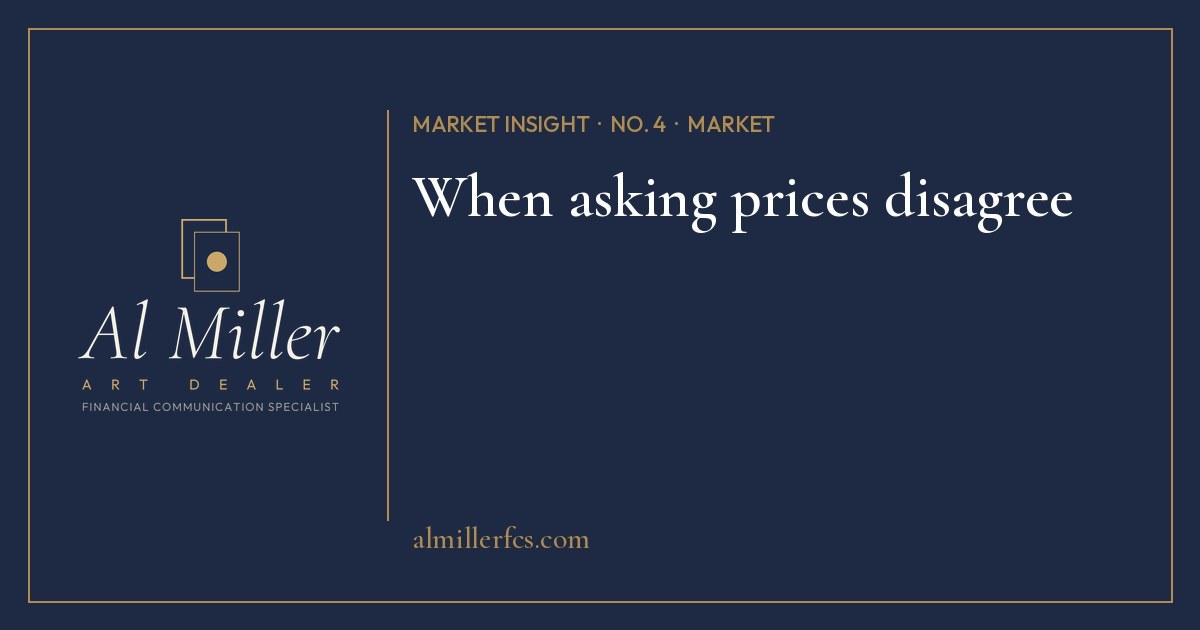 MARKET INSIGHT · NO. 4 · MARKET
When asking prices disagree
Al Miller
ART DEALER
FINANCIAL COMMUNICATION SPECIALIST
almillerfcs.com